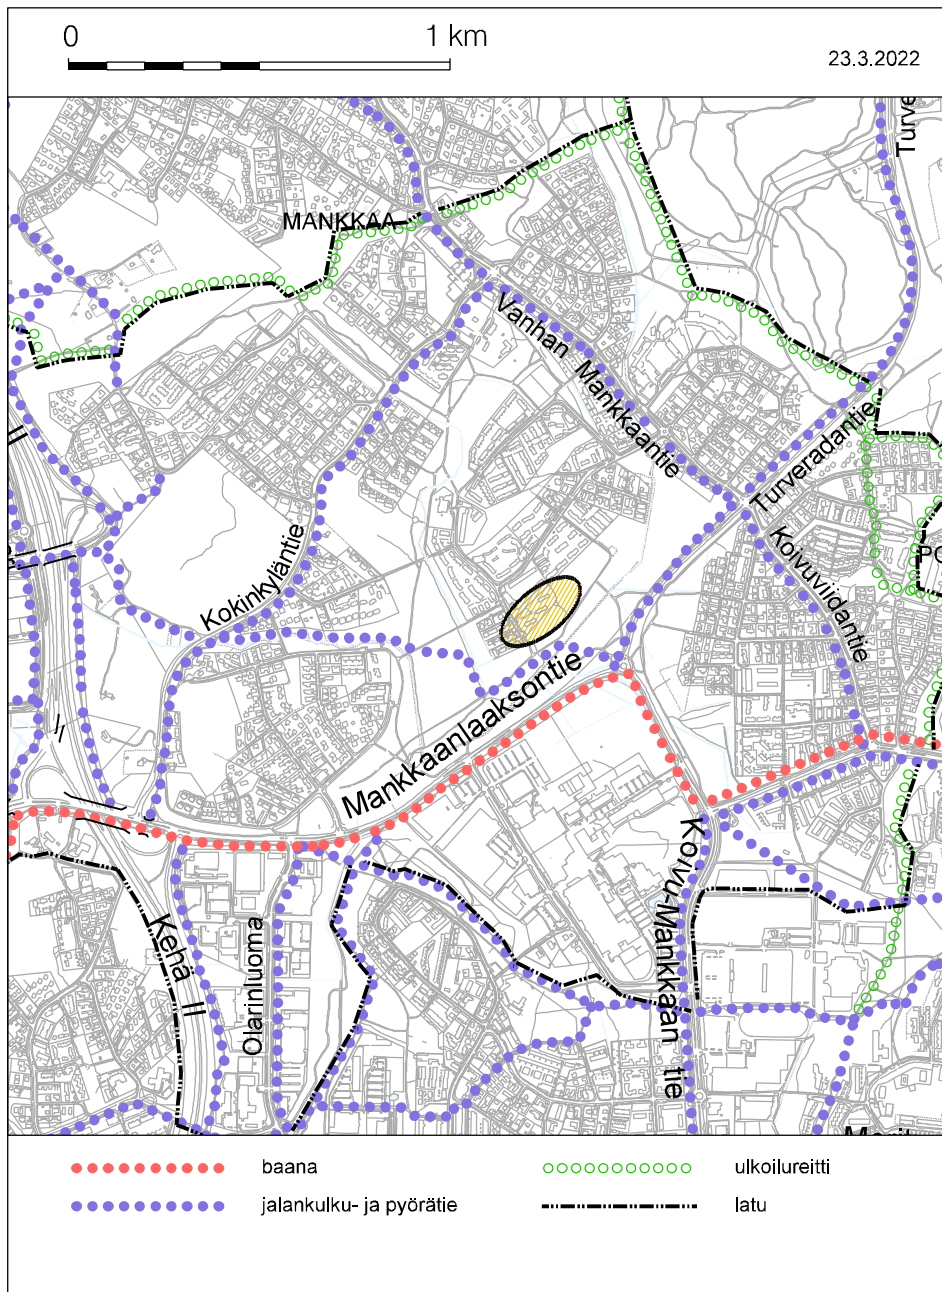 0 1 km
23.3.2022
Turve
MANKKAA
Vanhan Mankkaantie
Turveradantie
Koivuviidantie
Kokinkyläntie
Mankkaanlaaksontie
Koivu-Mankkaan tie
Kehä II
Olarinluoma
baana
ulkoilureitti
jalankulku- ja pyörätie
latu